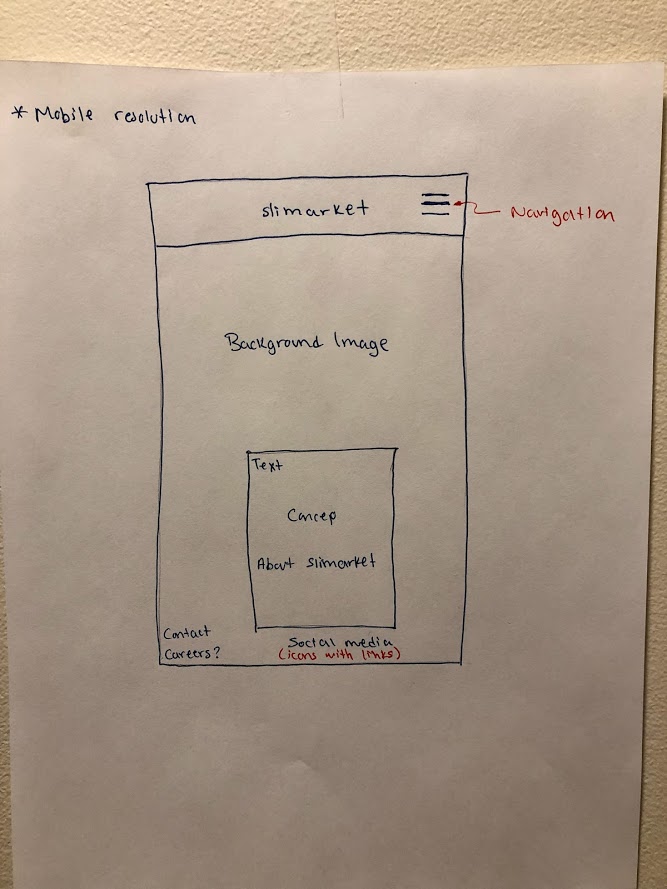 * Mobile resolution
slimarket
Navigation
Background Image
Text
Concep
About slimarket
Contact
Careers?
Social media
(icons with links)